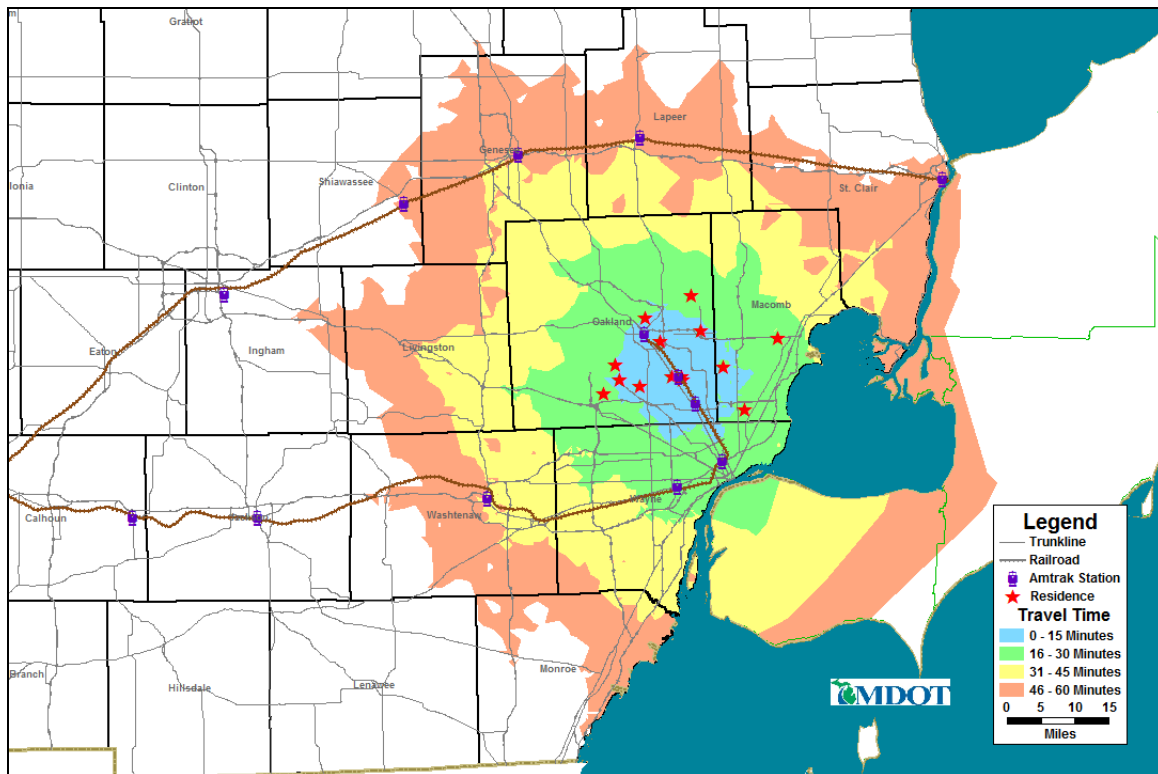 Gratiot
Lapeer
Genesee
Ionia
Clinton
Shiawassee
St. Clair
Macomb
Oakland
Eaton
Ingham
Livingston
Calhoun
Washtenaw
Wayne
Branch
Hillsdale
Lenawee
Monroe
Legend
Trunkline
Railroad
Amtrak Station
Residence
Travel Time
0 - 15 Minutes
16 - 30 Minutes
31 - 45 Minutes
46 - 60 Minutes
0 5 10 15
Miles
MDOT